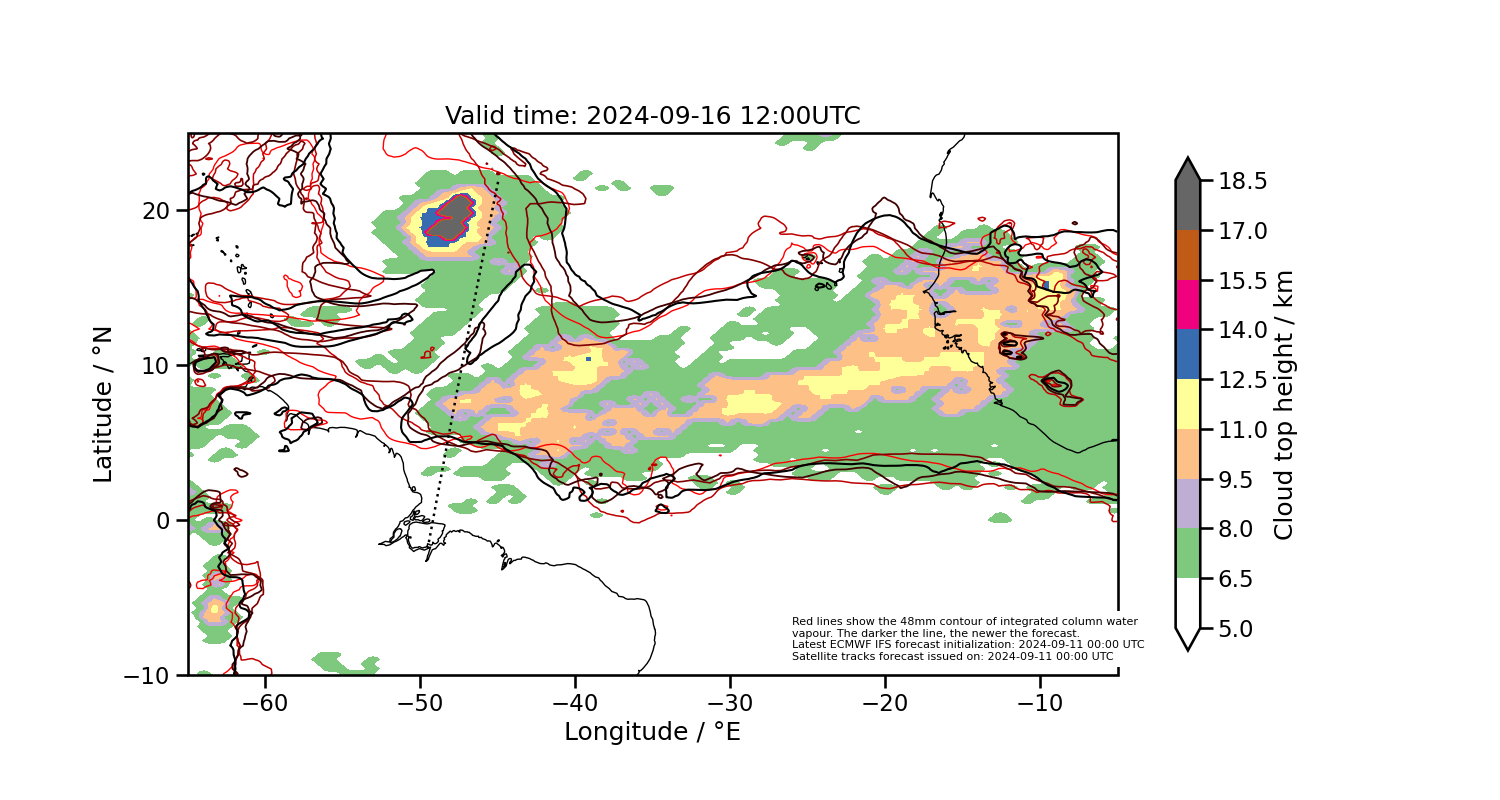 Valid time: 2024-09-16 12:00UTC
20
10
0
−10
Latitude / °N
−60
−50
−40
−30
−20
−10
Longitude / °E
Red lines show the 48mm contour of integrated column water
vapour. The darker the line, the newer the forecast.
Latest ECMWF IFS forecast initialization: 2024-09-11 00:00 UTC
Satellite tracks forecast issued on: 2024-09-11 00:00 UTC
18.5
17.0
15.5
14.0
12.5
11.0
9.5
8.0
6.5
5.0
Cloud top height / km